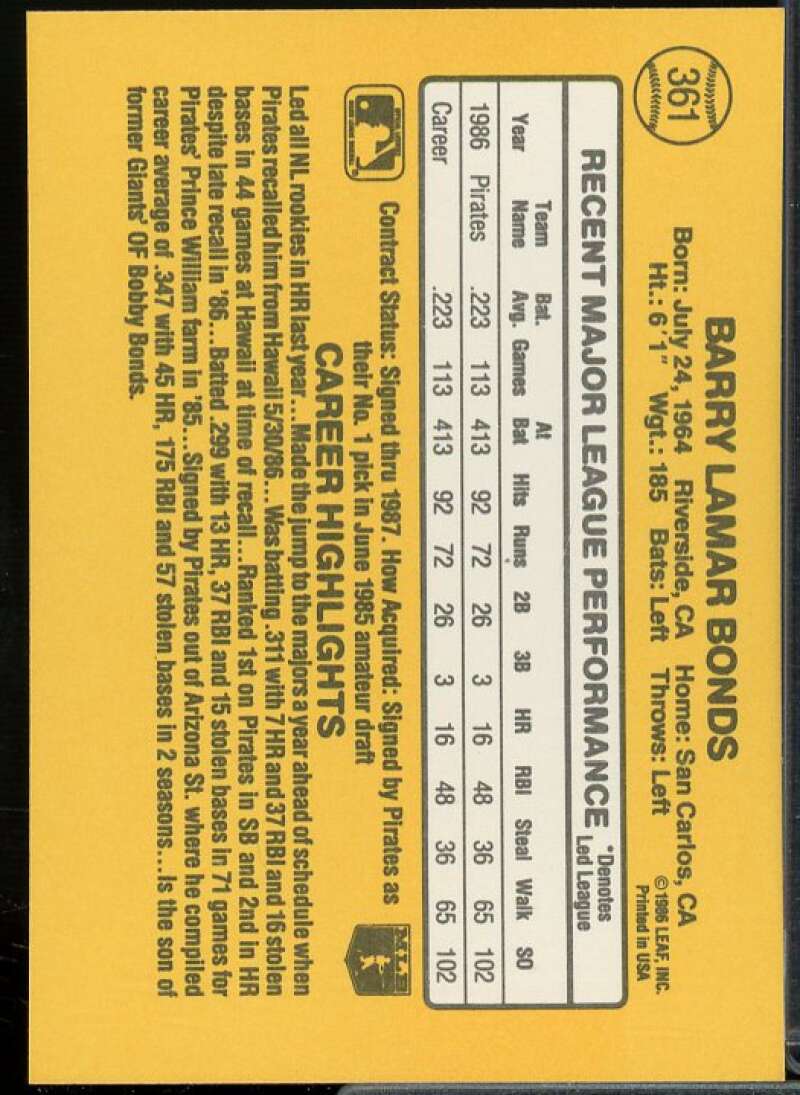 361
BARRY LAMAR BONDS
Born: July 24, 1964 Riverside, CA Home: San Carlos, CA
Ht.: 6'1" Wgt.: 185 Bats: Left Throws: Left
©1986 LEAF, INC.
Printed in USA
RECENT MAJOR LEAGUE PERFORMANCE *Denotes Led League
Year Team Name Bat. Avg. Games At Bat Hits Runs 2B 3B HR RBI Steal Walk SO
1986 Pirates .223 113 413 92 72 26 3 16 48 36 65 102
Career .223 113 413 92 72 26 3 16 48 36 65 102
Contract Status: Signed thru 1987. How Acquired: Signed by Pirates as
their No. 1 pick in June 1985 amateur draft
MLB
CAREER HIGHLIGHTS
Led all NL rookies in HR last year...Made the jump to the majors a year ahead of schedule when
Pirates recalled him from Hawaii 5/30/86...Was batting .311 with 7 HR and 37 RBI and 16 stolen
bases in 44 games at Hawaii at time of recall...Ranked 1st on Pirates in SB and 2nd in HR
despite late recall in '86...Batted .299 with 13 HR, 37 RBI and 15 stolen bases in 71 games for
Pirates' Prince William farm in '85...Signed by Pirates out of Arizona St. where he compiled
career average of .347 with 45 HR, 175 RBI and 57 stolen bases in 2 seasons...Is the son of
former Giants' OF Bobby Bonds.